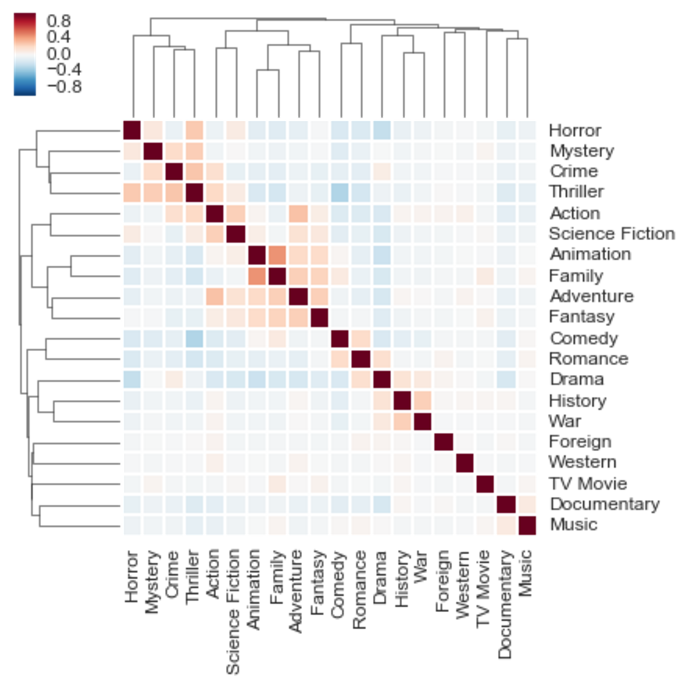 0.8
0.4
0.0
−0.4
−0.8
Horror
Mystery
Crime
Thriller
Action
Science Fiction
Animation
Family
Adventure
Fantasy
Comedy
Romance
Drama
History
War
Foreign
Western
TV Movie
Documentary
Music
Horror
Mystery
Crime
Thriller
Action
Science Fiction
Animation
Family
Adventure
Fantasy
Comedy
Romance
Drama
History
War
Foreign
Western
TV Movie
Documentary
Music